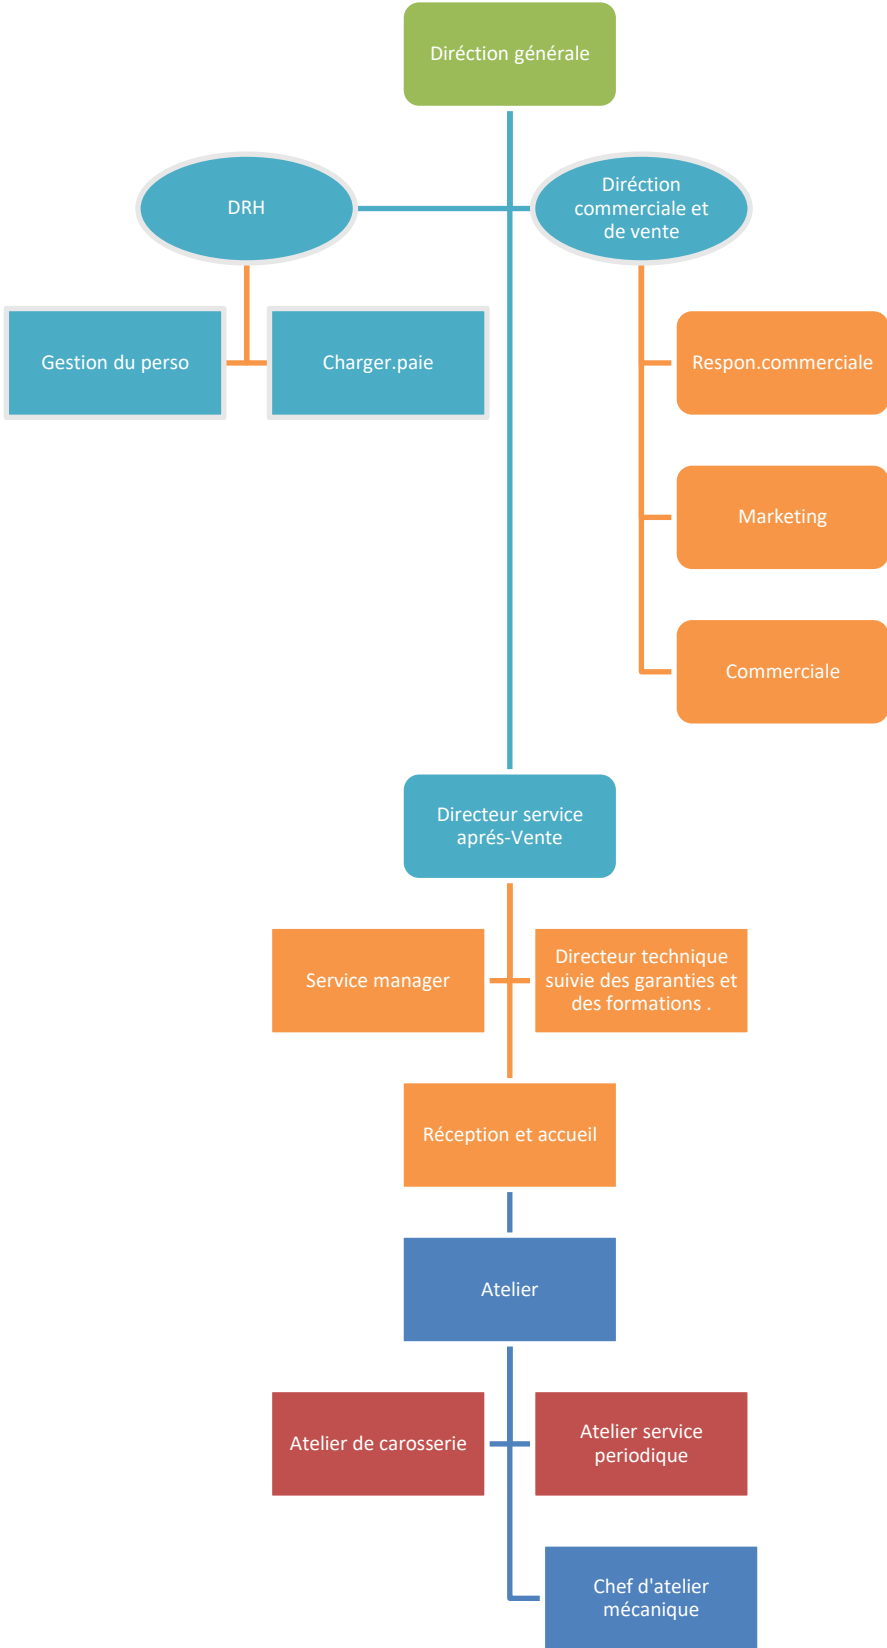 Diréction générale
DRH
Diréction
commerciale et
de vente
Gestion du perso
Charger.paie
Respon.commerciale
Marketing
Commerciale
Directeur service
aprés-Vente
Service manager
Directeur technique
suivie des garanties et
des formations .
Réception et accueil
Atelier
Atelier de carosserie
Atelier service
periodique
Chef d'atelier
mécanique